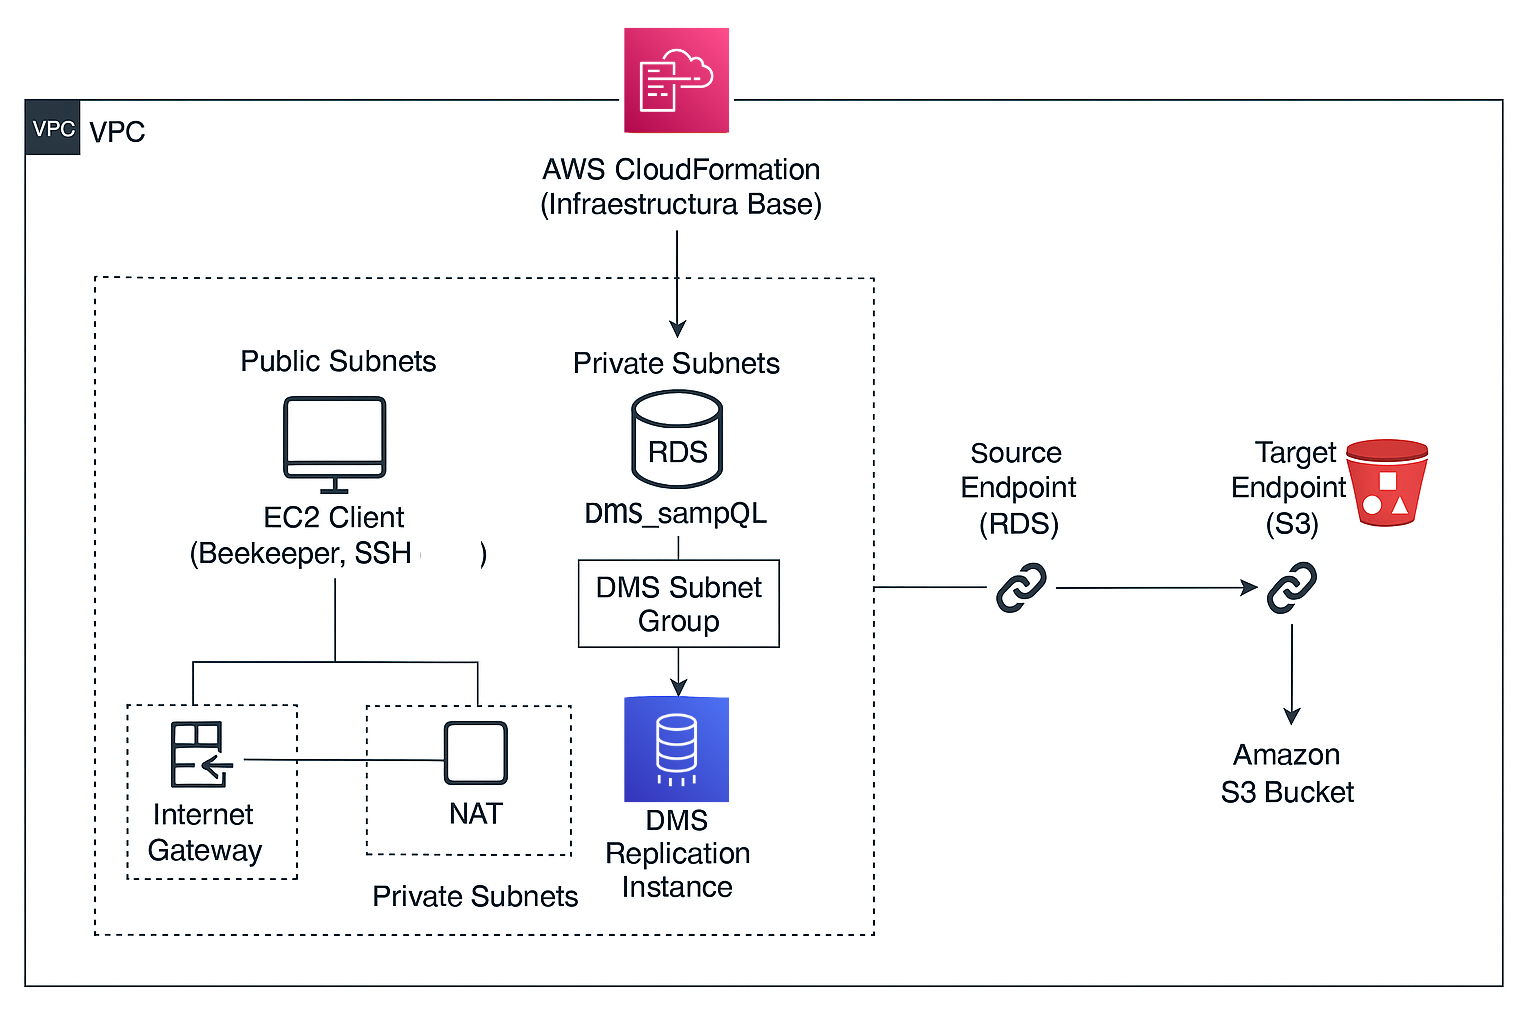 VPC VPC
AWS CloudFormation
(Infraestructura Base)
Public Subnets
EC2 Client
(Beekeeper, SSH )
Internet
Gateway
NAT
Private Subnets
Private Subnets
RDS
DMS_sampQL
DMS Subnet
Group
DMS
Replication
Instance
Source
Endpoint
(RDS)
Target
Endpoint
(S3)
Amazon
S3 Bucket